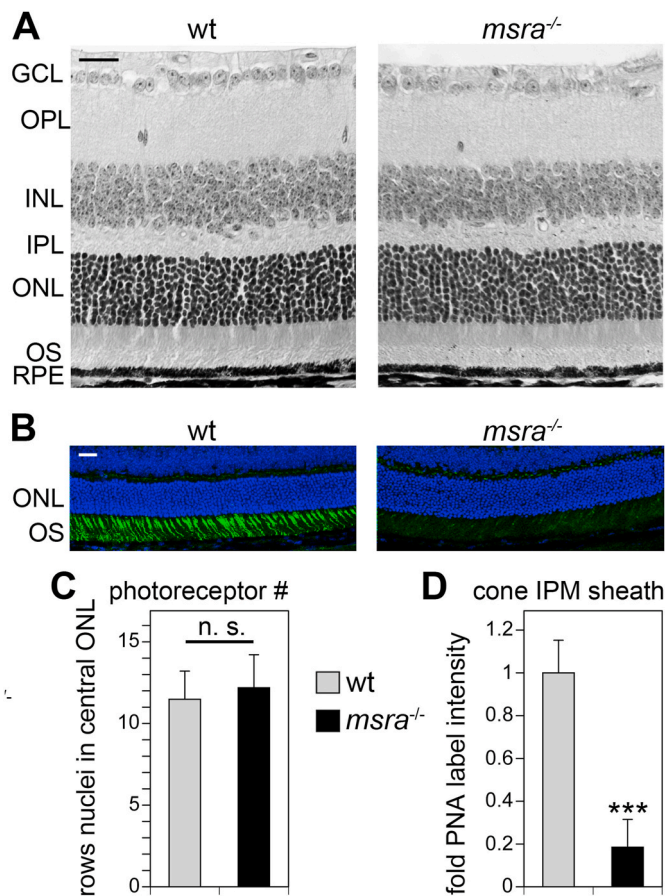 A
wt
msra-/-
GCL
OPL
INL
IPL
ONL
OS
RPE
B
wt
msra-/-
ONL
OS
C
photoreceptor #
rows nuclei in central ONL
15
10
5
0
n. s.
wt
msra-/-
D
cone IPM sheath
fold PNA label intensity
1.2
1
0.8
0.6
0.4
0.2
0
***
/-